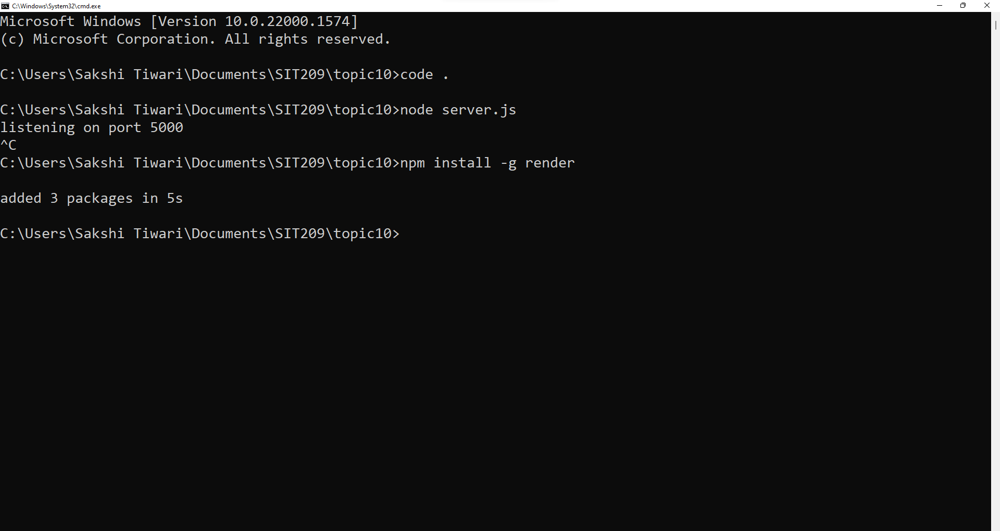 C:\Windows\System32\cmd.exe
Microsoft Windows [Version 10.0.22000.1574]
(c) Microsoft Corporation. All rights reserved.
C:\Users\Sakshi Tiwari\Documents\SIT209\topic10>code .
C:\Users\Sakshi Tiwari\Documents\SIT209\topic10>node server.js
listening on port 5000
^C
C:\Users\Sakshi Tiwari\Documents\SIT209\topic10>npm install -g render
added 3 packages in 5s
C:\Users\Sakshi Tiwari\Documents\SIT209\topic10>